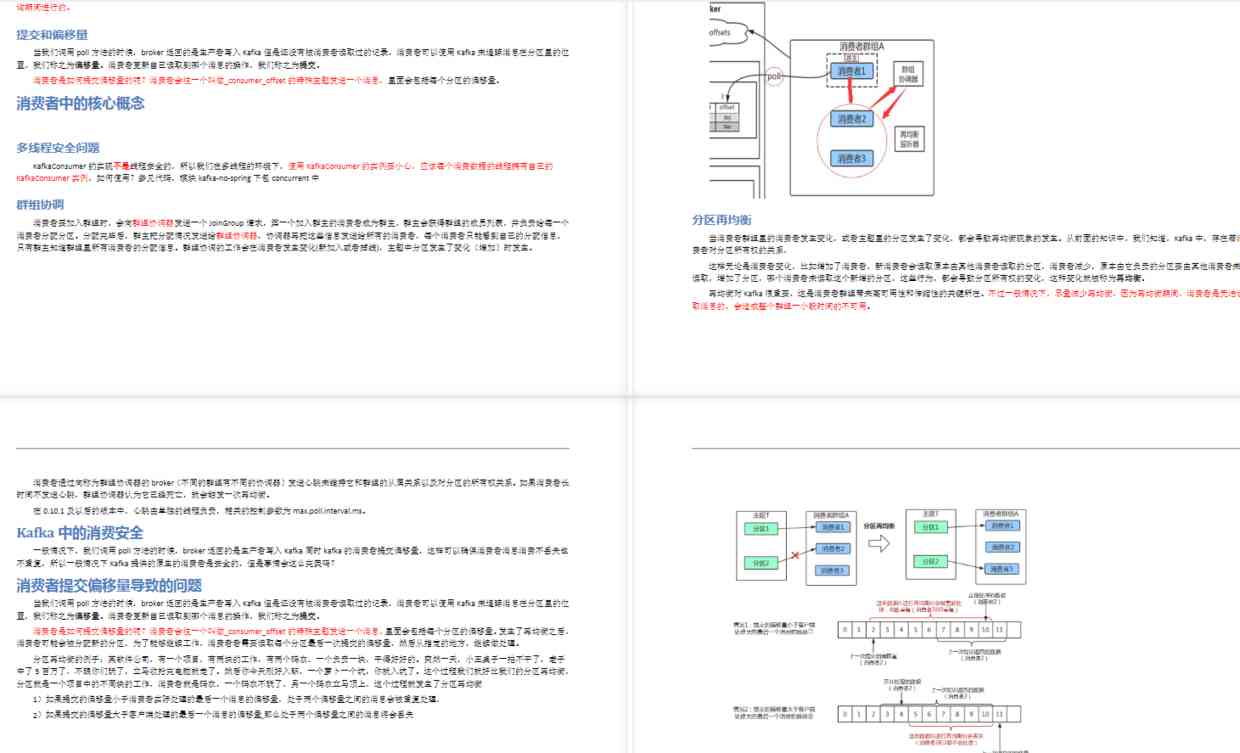 试期间进行的。
提交和偏移量
当我们调用 poll 方法的时候，broker 返回的是生产者写入 Kafka 但是还没有被消费者读取过的记录，消费者可以使用 Kafka 来追踪消息在分区里的位
置，我们称之为偏移量。消费者更新自己读取到哪个消息的操作，我们称之为提交。
消费者是如何提交偏移量的呢？消费者会往一个叫做_consumer_offset 的特殊主题发送一个消息，里面会包括每个分区的偏移量。
消费者中的核心概念
多线程安全问题
KafkaConsumer 的实现不是线程安全的，所以我们在多线程的环境下，使用 KafkaConsumer 的实例要小心，应该每个消费数据的线程拥有自己的
KafkaConsumer 实例，如何使用？参见代码，模块 kafka-no-spring 下包 concurrent 中
群组协调
消费者要加入群组时，会向群组协调器发送一个 JoinGroup 请求，第一个加入群主的消费者成为群主，群主会获得群组的成员列表，并负责给每一个
消费者分配分区。分配完毕后，群主把分配情况发送给群组协调器，协调器再把这些信息发送给所有的消费者，每个消费者只能看到自己的分配信息，
只有群主知道群组里所有消费者的分配信息。群组协调的工作会在消费者发生变化(新加入或者掉线)，主题中分区发生了变化（增加）时发生。
ker
offsets
消费者群组A
群主
消费者1
群组
协调器
poll
offset
消费者2
再均衡
监听器
消费者3
分区再均衡
当消费者群组里的消费者发生变化，或者主题里的分区发生了变化，都会导致再均衡现象的发生。从前面的知识中，我们知道，Kafka 中，存在着消
费者对分区所有权的关系，
这样无论是消费者变化，比如增加了消费者，新消费者会读取原本由其他消费者读取的分区，消费者减少，原本由它负责的分区要由其他消费者来
读取，增加了分区，哪个消费者来读取这个新增的分区，这些行为，都会导致分区所有权的变化，这种变化就被称为再均衡。
再均衡对 Kafka 很重要，这是消费者群组带来高可用性和伸缩性的关键所在。不过一般情况下，尽量减少再均衡，因为再均衡期间，消费者是无法
取消息的，会造成整个群组一小段时间的不可用。
消费者通过向称为群组协调器的 broker（不同的群组有不同的协调器）发送心跳来维持它和群组的从属关系以及对分区的所有权关系。如果消费者长
时间不发送心跳，群组协调器认为它已经死亡，就会触发一次再均衡。
在 0.10.1 及以后的版本中，心跳由单独的线程负责，相关的控制参数为 max.poll.interval.ms。
Kafka 中的消费安全
一般情况下，我们调用 poll 方法的时候，broker 返回的是生产者写入 Kafka 同时 kafka 的消费者提交偏移量，这样可以确保消费者消息消费不丢失也
不重复，所以一般情况下 Kafka 提供的原生的消费者是安全的，但是事情会这么完美吗？
消费者提交偏移量导致的问题
当我们调用 poll 方法的时候，broker 返回的是生产者写入 Kafka 但是还没有被消费者读取过的记录，消费者可以使用 Kafka 来追踪消息在分区里的位
置，我们称之为偏移量。消费者更新自己读取到哪个消息的操作，我们称之为提交。
消费者是如何提交偏移量的呢？消费者会往一个叫做_consumer_offset 的特殊主题发送一个消息，里面会包括每个分区的偏移量。发生了再均衡之后，
消费者可能会被分配新的分区，为了能够继续工作，消费者者需要读取每个分区最后一次提交的偏移量，然后从指定的地方，继续做处理。
分区再均衡的例子：某软件公司，有一个项目，有两块的工作，有两个码农，一个负责一块，干得好好的。突然一天，小王桌子一拍不干了，老子
中了 5 百万了，不跟你们玩了，立马收拾完电脑就走了。然后你今天刚好入职，一个萝卜一个坑，你就入坑了。这个过程我们就好比我们的分区再均衡，
分区就是一个项目中的不同块的工作，消费者就是码农，一个码农不玩了，另一个码农立马顶上，这个过程就发生了分区再均衡
1）如果提交的偏移量小于消费者实际处理的最后一个消息的偏移量，处于两个偏移量之间的消息会被重复处理，
2）如果提交的偏移量大于客户端处理的最后一个消息的偏移量,那么处于两个偏移量之间的消息将会丢失
主题T
消费者群组A
分区1
消费者1
消费者2
分区2
消费者3
分区再均衡
主题T
消费者群组A
分区1
消费者1
消费者2
分区2
消费者3
正在处理的数据
（消费者2）
0 1 2 3 4 5 6 7 8 9 10 11
上一次提交的偏移量
（消费者2）
上一次poll返回的数据
（消费者2）
正在处理的数据
（消费者2）
上一次poll返回的数据
（消费者2）
0 1 2 3 4 5 6 7 8 9 10 11